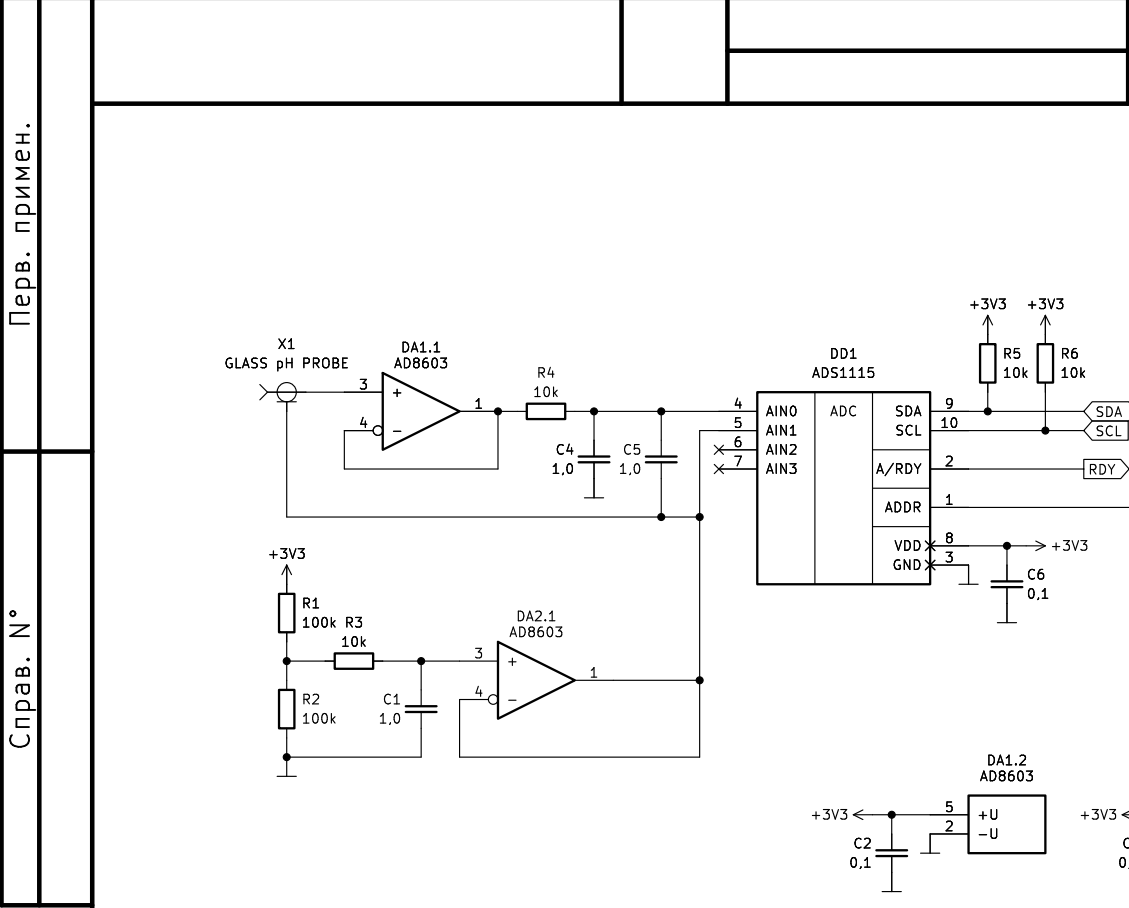 Перв. примен.
Справ. N°
X1
GLASS pH PROBE
DA1.1
AD8603
3
+
4
−
1
R4
10k
C4
1,0
C5
1,0
DD1
ADS1115
4
AIN0
ADC
SDA
9
5
AIN1
SCL
10
6
AIN2
7
AIN3
A/RDY
2
ADDR
1
VDD
8
GND
3
+3V3
+3V3
R5
10k
R6
10k
SDA
SCL
RDY
+3V3
C6
0,1
+3V3
R1
100k
R3
10k
R2
100k
C1
1,0
DA2.1
AD8603
3
+
4
−
1
DA1.2
AD8603
+3V3
5
+U
2
−U
C2
0,1
+3V3